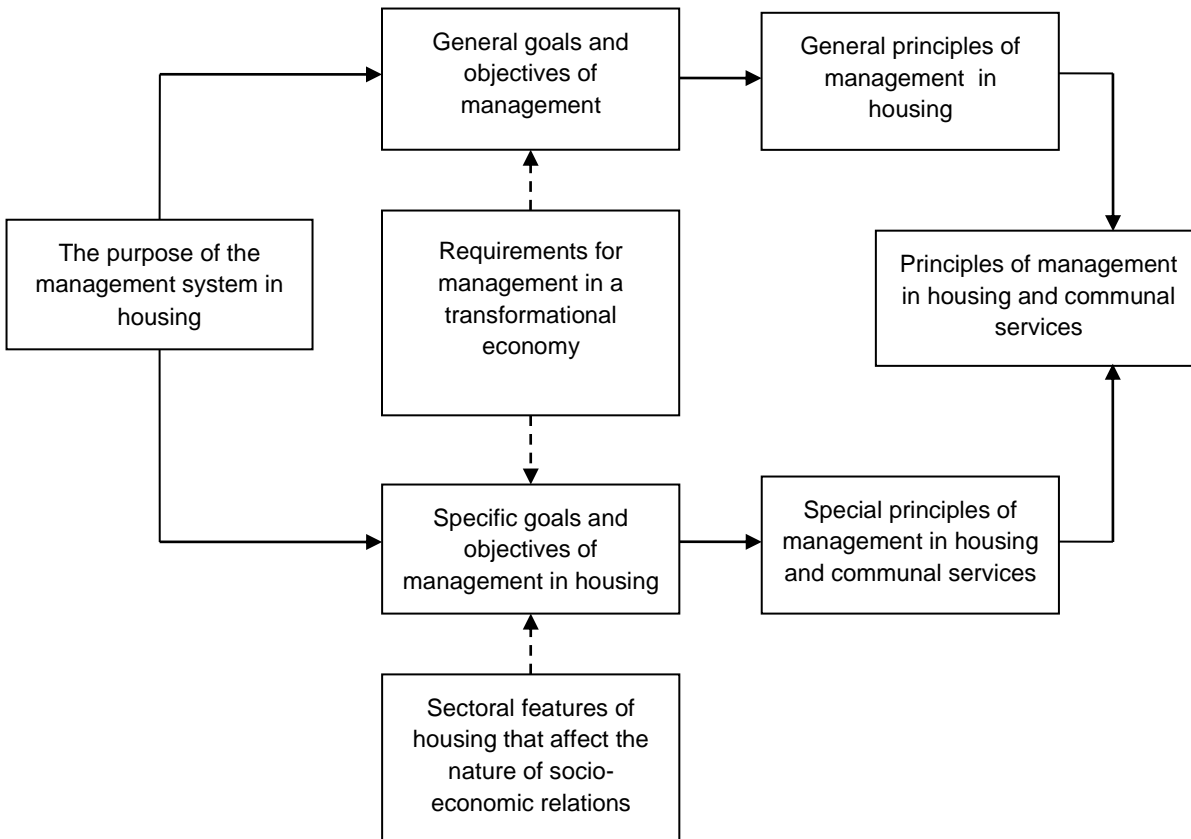 General goals and
objectives of
management
General principles of
management in
housing
The purpose of the
management system in
housing
Requirements for
management in a
transformational
economy
Principles of management
in housing and communal
services
Specific goals and
objectives of
management in housing
Special principles of
management in housing
and communal services
Sectoral features of
housing that affect the
nature of socio-
economic relations